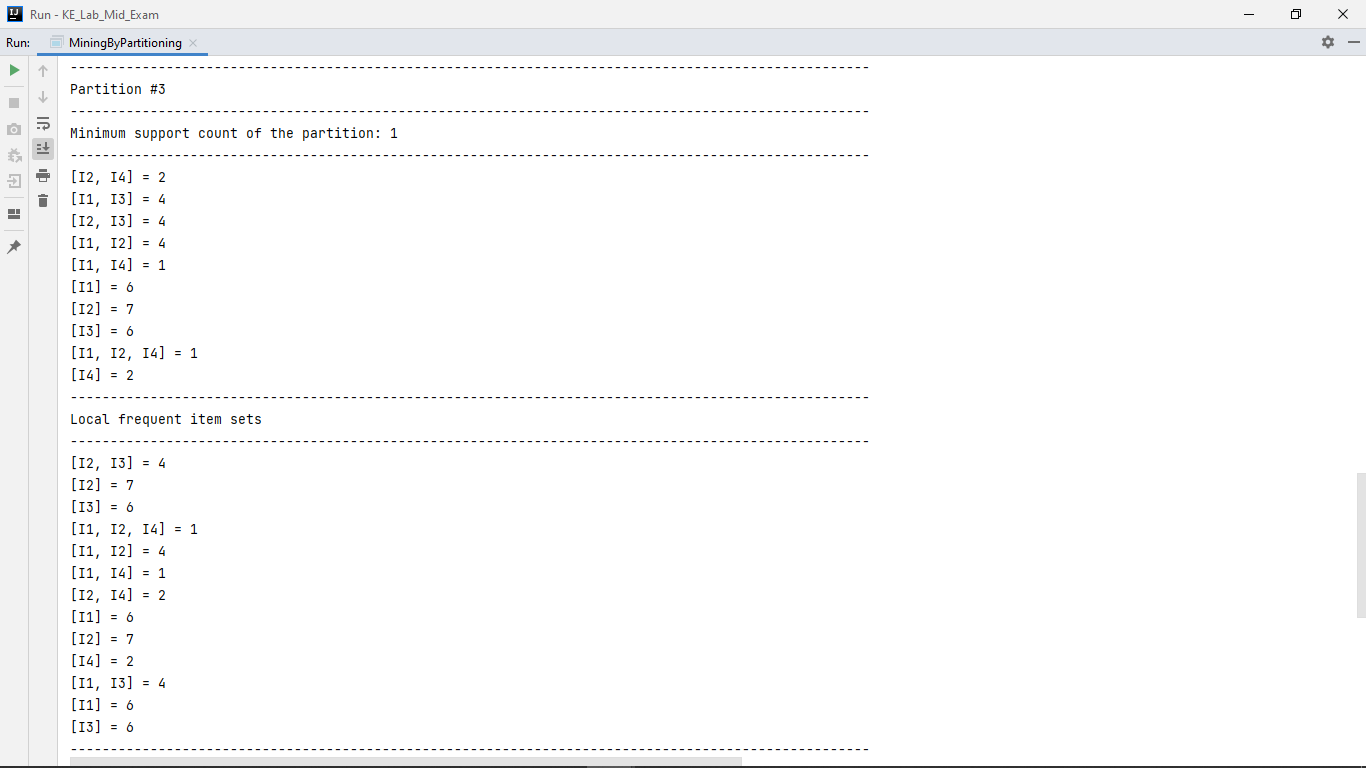 Run - KE_Lab_Mid_Exam
Run: MiningByPartitioning
----------------------------------------------------------------------------------------------------
Partition #3
----------------------------------------------------------------------------------------------------
Minimum support count of the partition: 1
----------------------------------------------------------------------------------------------------
[I2, I4] = 2
[I1, I3] = 4
[I2, I3] = 4
[I1, I2] = 4
[I1, I4] = 1
[I1] = 6
[I2] = 7
[I3] = 6
[I1, I2, I4] = 1
[I4] = 2
----------------------------------------------------------------------------------------------------
Local frequent item sets
----------------------------------------------------------------------------------------------------
[I2, I3] = 4
[I2] = 7
[I3] = 6
[I1, I2, I4] = 1
[I1, I2] = 4
[I1, I4] = 1
[I2, I4] = 2
[I1] = 6
[I2] = 7
[I4] = 2
[I1, I3] = 4
[I1] = 6
[I3] = 6
----------------------------------------------------------------------------------------------------